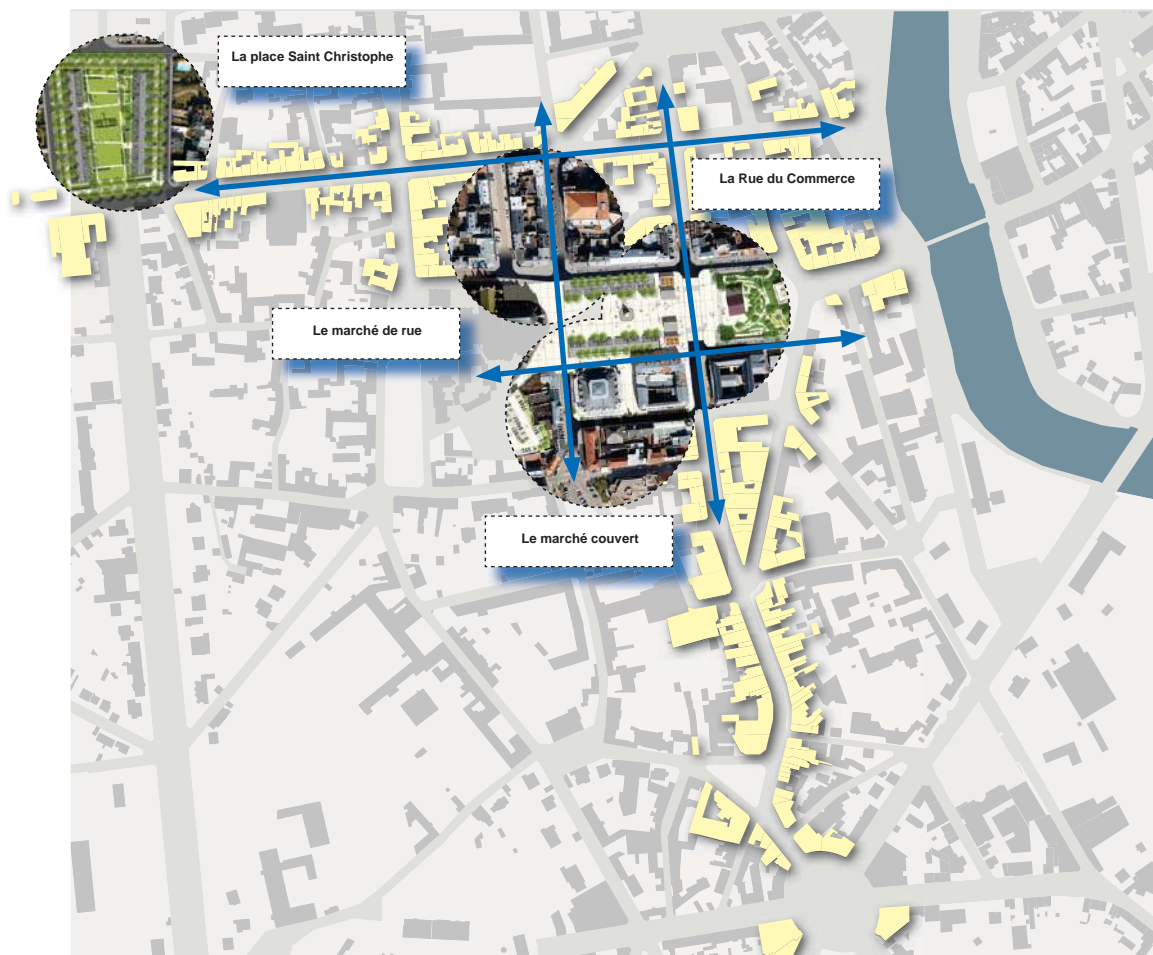 La place Saint Christophe
La Rue du Commerce
Le marché de rue
Le marché couvert